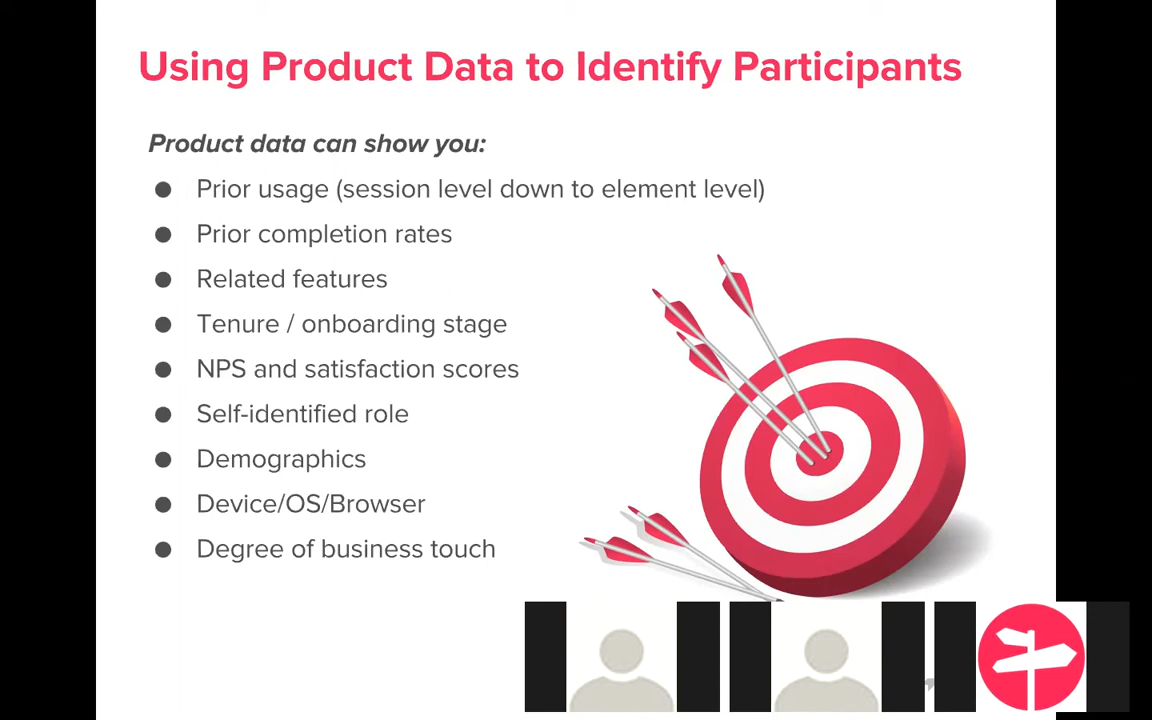 Using Product Data to Identify Participants
Product data can show you:
● Prior usage (session level down to element level)
● Prior completion rates
● Related features
● Tenure / onboarding stage
● NPS and satisfaction scores
● Self-identified role
● Demographics
● Device/OS/Browser
● Degree of business touch